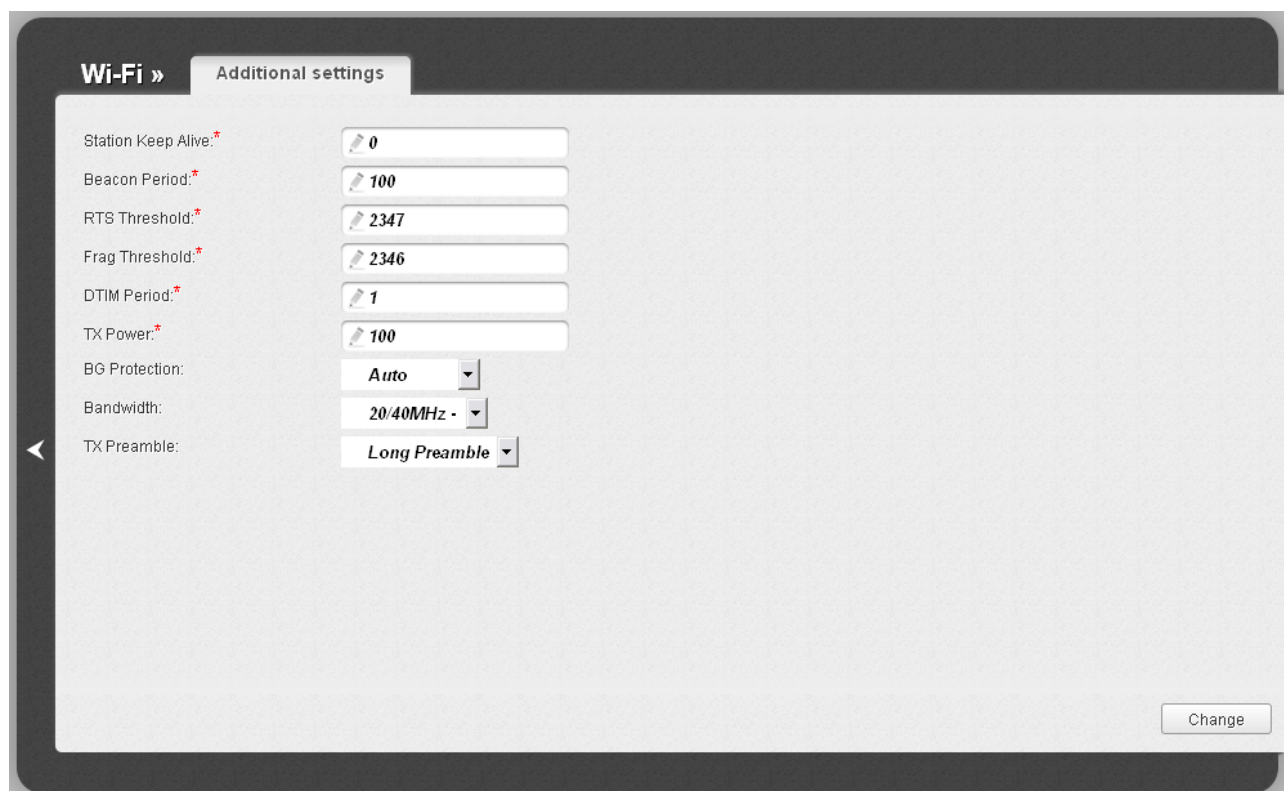 Wi-Fi » Additional settings
Station Keep Alive:* 0
Beacon Period:* 100
RTS Threshold:* 2347
Frag Threshold:* 2346
DTIM Period:* 1
TX Power:* 100
BG Protection: Auto
Bandwidth: 20/40MHz -
TX Preamble: Long Preamble
Change